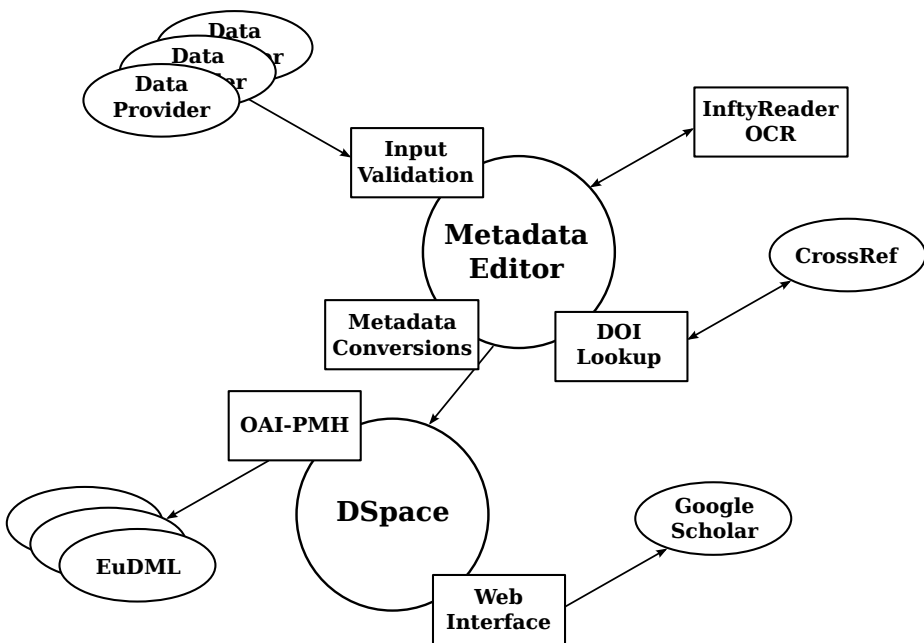 Data
Data
Data
Provider
InftyReader
OCR
Input
Validation
Metadata
Editor
CrossRef
Metadata
Conversions
DOI
Lookup
OAI-PMH
DSpace
Google
Scholar
EuDML
Web
Interface